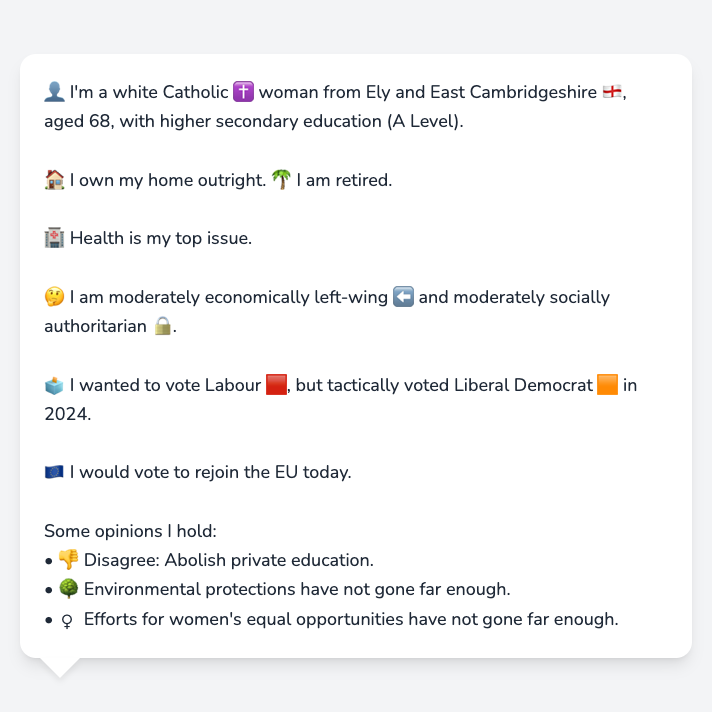 👤 I'm a white Catholic ✝️ woman from Ely and East Cambridgeshire 🏴󠁧󠁢󠁥󠁮󠁧󠁿,
aged 68, with higher secondary education (A Level).
🏠 I own my home outright. 🌴 I am retired.
🏥 Health is my top issue.
🤔 I am moderately economically left-wing ⬅️ and moderately socially
authoritarian 🔒.
🗳️ I wanted to vote Labour 🟥, but tactically voted Liberal Democrat 🟧 in
2024.
🇪🇺 I would vote to rejoin the EU today.
Some opinions I hold:
• 👎 Disagree: Abolish private education.
• 🌳 Environmental protections have not gone far enough.
• ♀ Efforts for women's equal opportunities have not gone far enough.